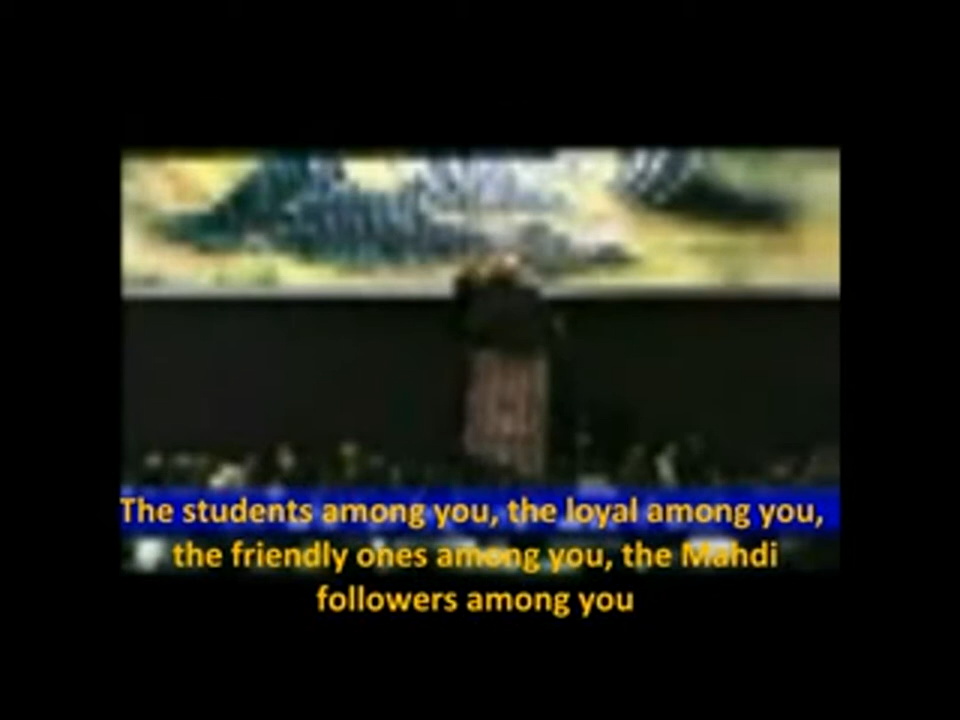 The students among you, the loyal among you,
the friendly ones among you, the Mahdi
followers among you